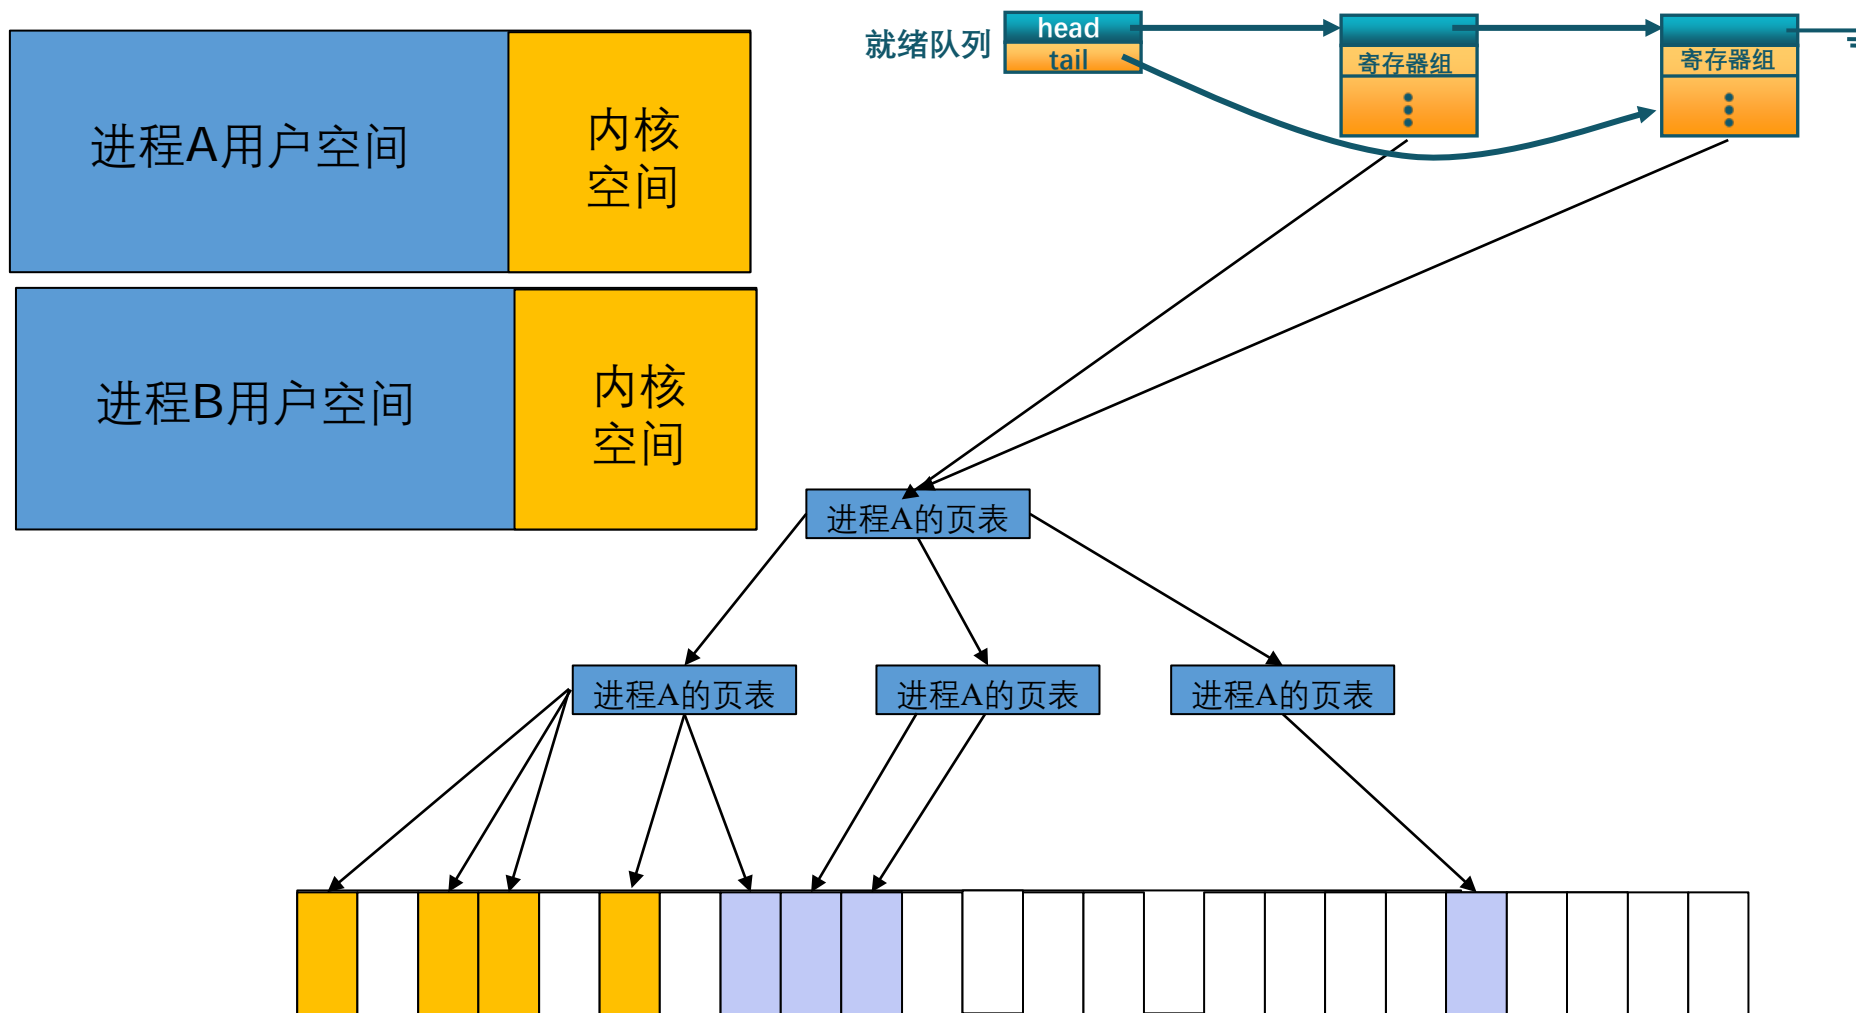 进程A用户空间
内核
空间
就绪队列
head
tail
寄存器组
寄存器组
进程B用户空间
内核
空间
进程A的页表
进程A的页表
进程A的页表
进程A的页表